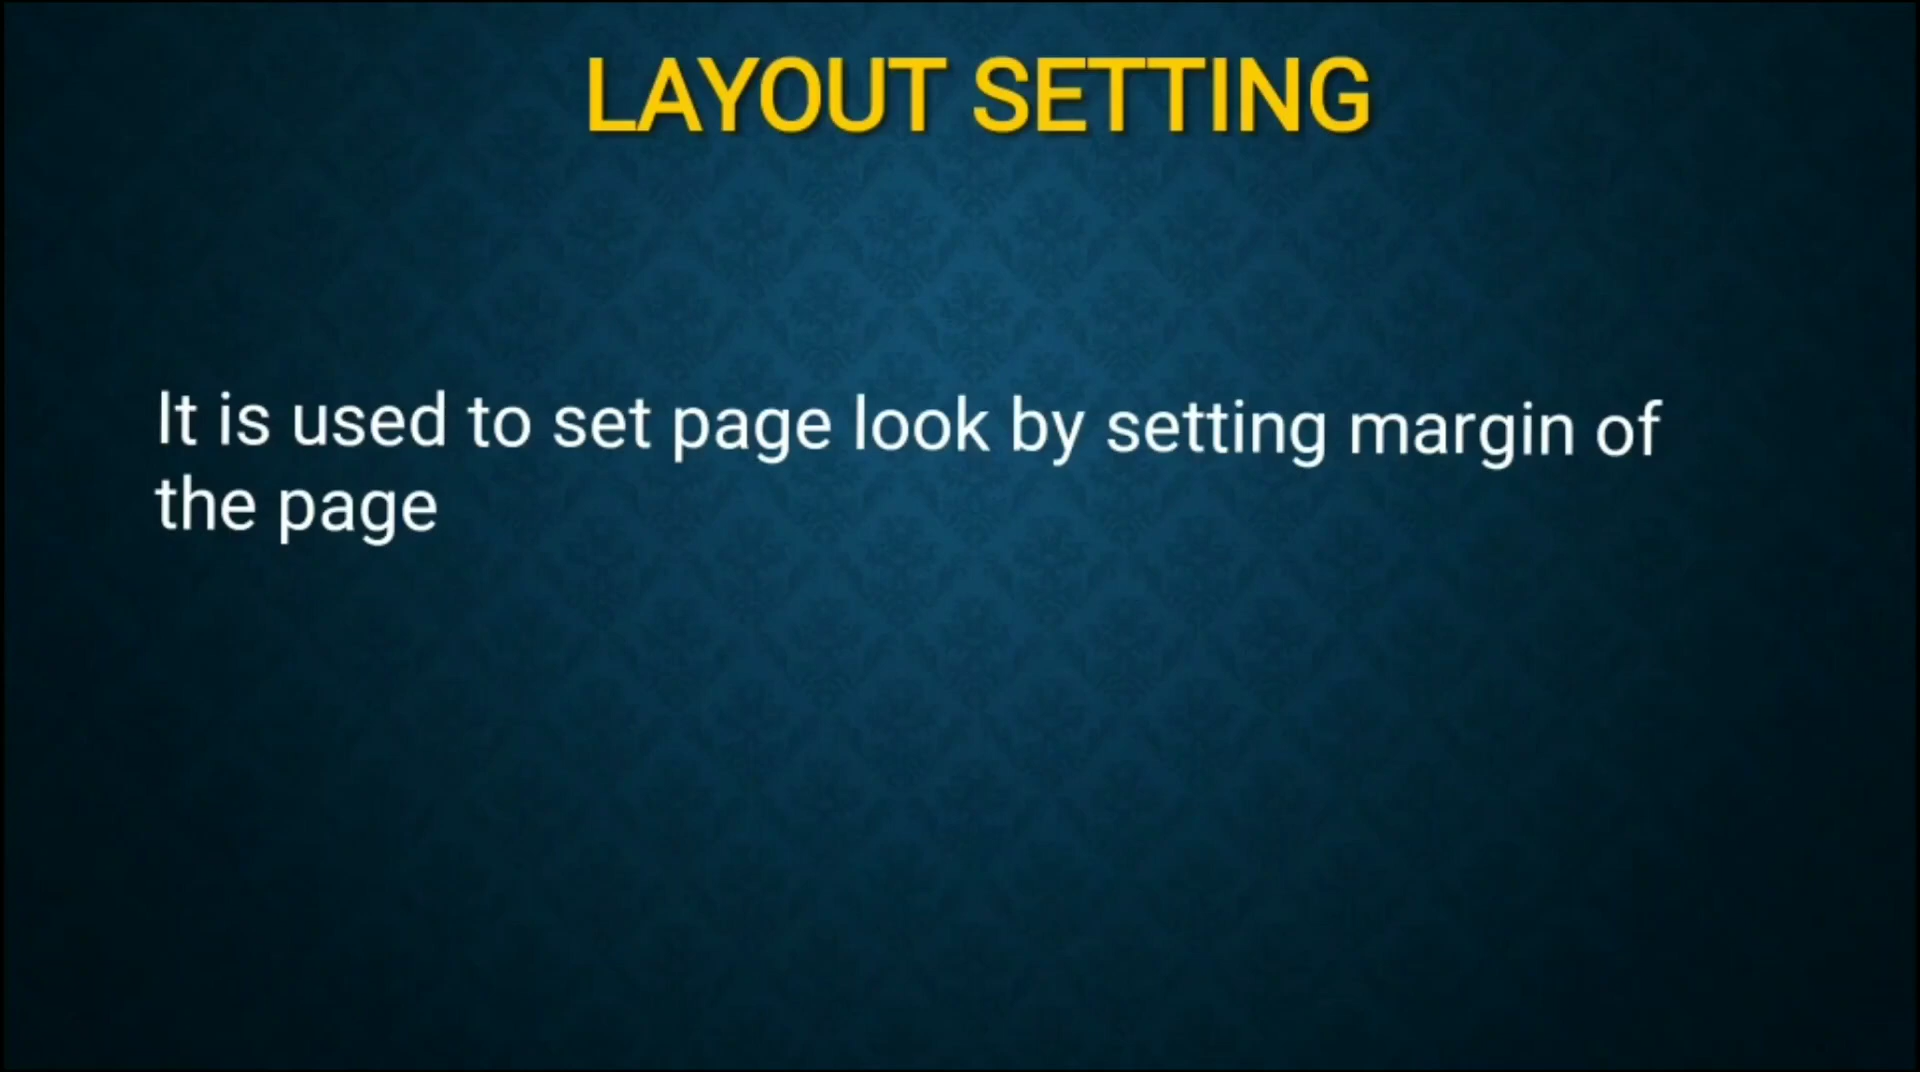 LAYOUT SETTING
It is used to set page look by setting margin of
the page